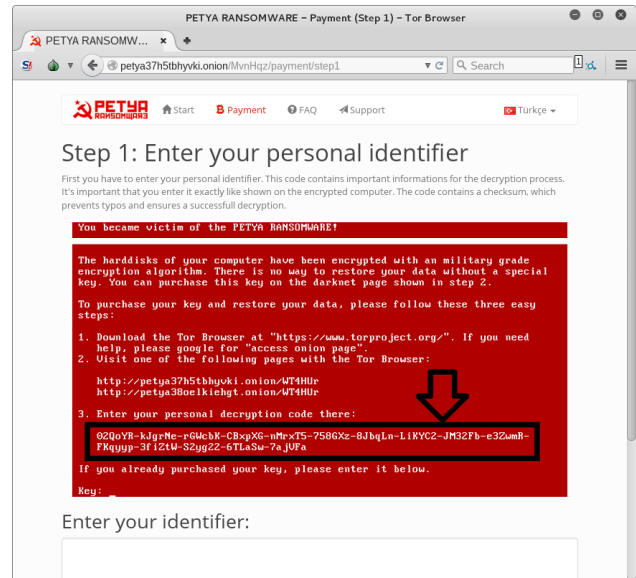 PETYA RANSOMWARE – Payment (Step 1) – Tor Browser
PETYA RANSOMW...
petya37h5tbhyvki.onion/MvnHqz/payment/step1
Search
1
PETYA
RANSOMWARE
Start
Payment
FAQ
Support
Türkçe
Step 1: Enter your personal identifier
First you have to enter your personal identifier. This code contains important informations for the decryption process.
It's important that you enter it exactly like shown on the encrypted computer. The code contains a checksum, which
prevents typos and ensures a successfull decryption.
You became victim of the PETYA RANSOMWARE!
The harddisks of your computer have been encrypted with an military grade
encryption algorithm. There is no way to restore your data without a special
key. You can purchase this key on the darknet page shown in step 2.
To purchase your key and restore your data, please follow these three easy
steps:
1. Download the Tor Browser at "https://www.torproject.org/". If you need
help, please google for "access onion page".
2. Visit one of the following pages with the Tor Browser:
http://petya37h5tbhyvki.onion/WT4HUr
http://petya38oelkiehgt.onion/WT4HUr
3. Enter your personal decryption code there:
02QoYR-kJgrNe-rGWcbK-CBxpXG-nMrxT5-758GXz-8JbqLn-LiKYC2-JM32Fb-e3ZwmR-
FKqyyp-3fiZtW-S2yg22-6TLaSw-7ajUFa
If you already purchased your key, please enter it below.
Key: _
Enter your identifier: